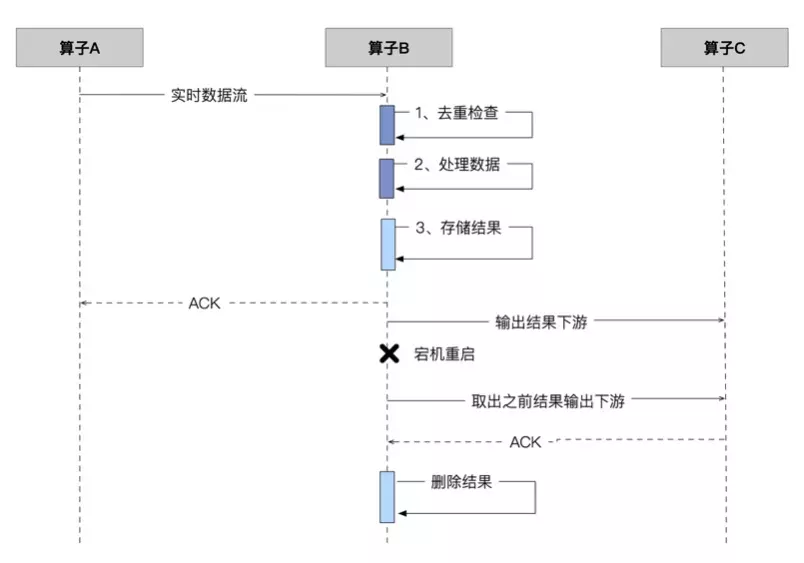 算子A
算子B
算子C
实时数据流
1、去重检查
2、处理数据
3、存储结果
ACK
输出结果下游
宕机重启
取出之前结果输出下游
ACK
删除结果